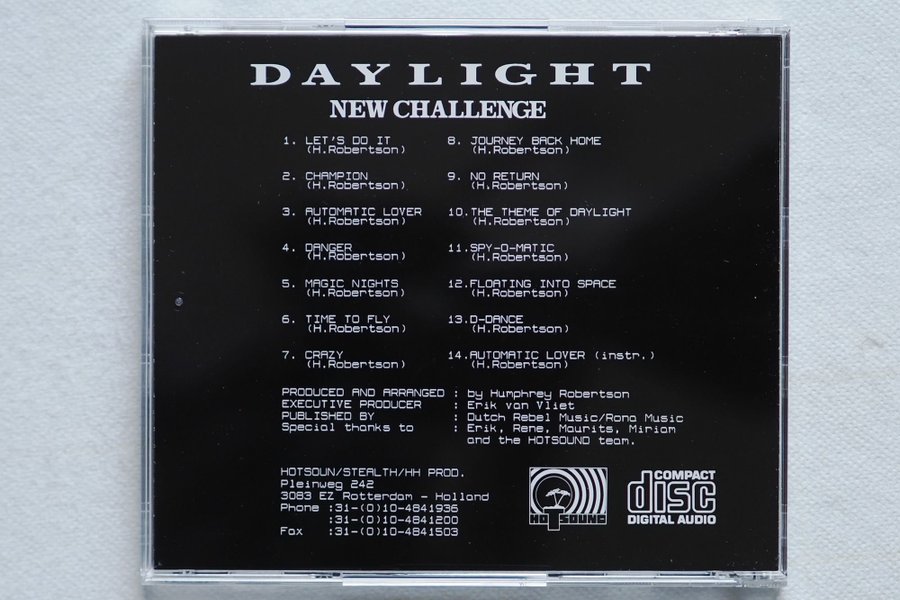 DAYLIGHT
NEW CHALLENGE
1. LET'S DO IT
(H.Robertson)
2. CHAMPION
(H.Robertson)
3. AUTOMATIC LOVER
(H.Robertson)
4. DANGER
(H.Robertson)
5. MAGIC NIGHTS
(H.Robertson)
6. TIME TO FLY
(H.Robertson)
7. CRAZY
(H.Robertson)
8. JOURNEY BACK HOME
(H.Robertson)
9. NO RETURN
(H.Robertson)
10.THE THEME OF DAYLIGHT
(H.Robertson)
11.SPY-O-MATIC
(H.Robertson)
12.FLOATING INTO SPACE
(H.Robertson)
13.D-DANCE
(H.Robertson)
14.AUTOMATIC LOVER (instr.)
(H.Robertson)
PRODUCED AND ARRANGED : by Humphrey Robertson
EXECUTIVE PRODUCER : Erik van Vliet
PUBLISHED BY : Dutch Rebel Music/Rona Music
Special thanks to : Erik, Rene, Maurits, Miriam
and the HOTSOUND team.
HOTSOUN/STEALTH/HH PROD.
Pleinweg 242
3083 EZ Rotterdam - Holland
Phone :31-(0)10-4841936
:31-(0)10-4841200
Fax :31-(0)10-4841503
HOTSOUND
COMPACT
disc
DIGITAL AUDIO